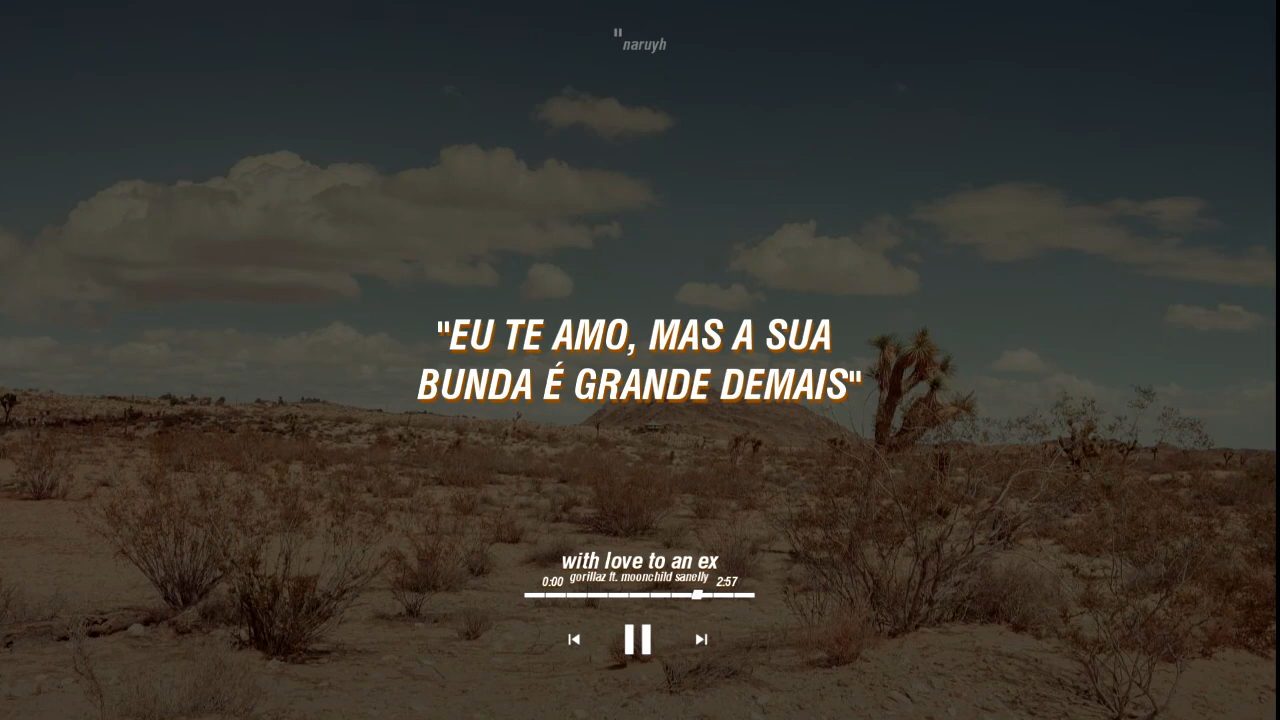 "naruyh
"EU TE AMO, MAS A SUA
BUNDA É GRANDE DEMAIS"
with love to an ex
gorillaz ft. moonchild sanelly
0:00 2:57